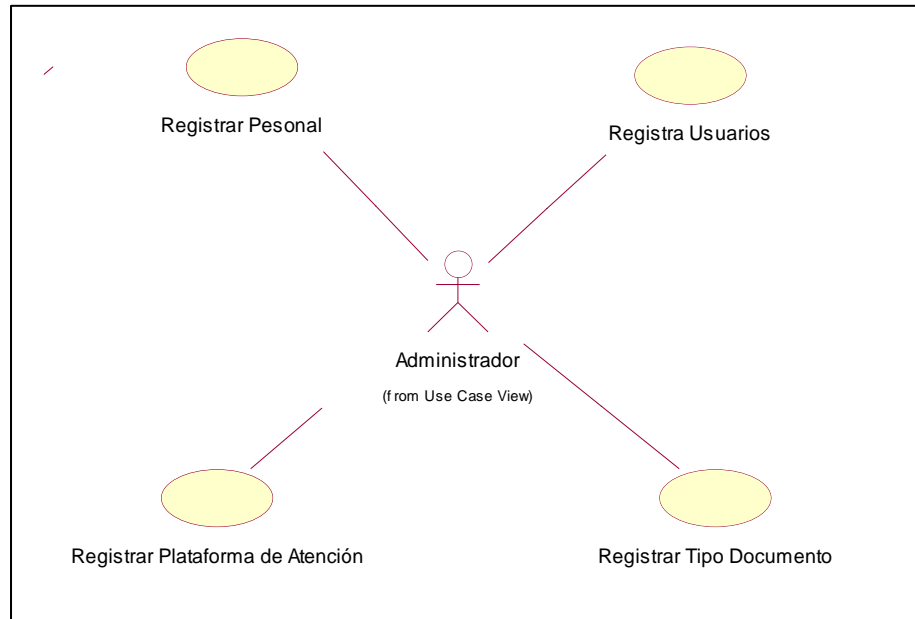 Registrar Pesonal
Registra Usuarios
Administrador
(from Use Case View)
Registrar Plataforma de Atención
Registrar Tipo Documento